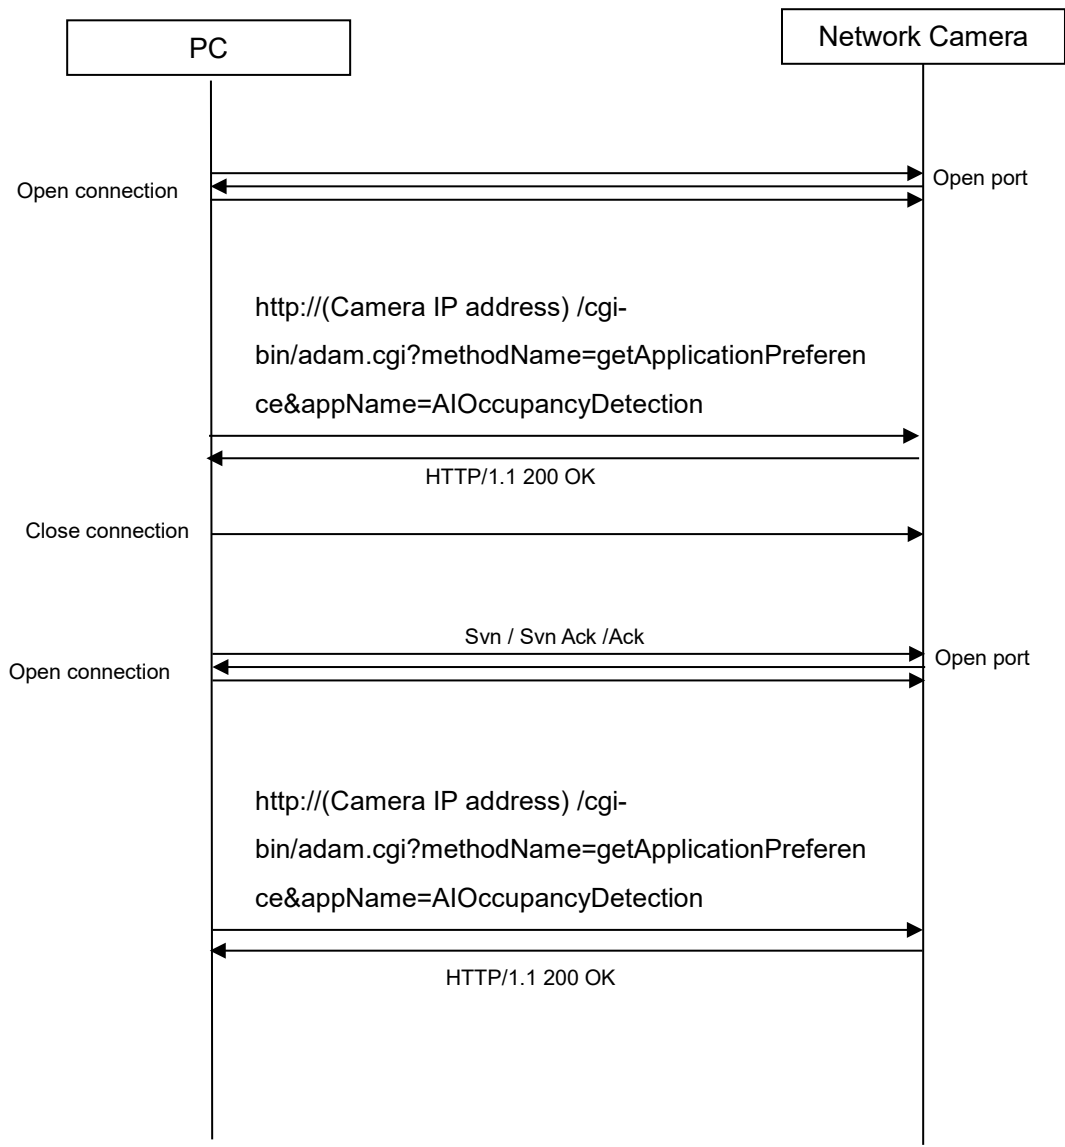 PC
Network Camera
Open connection
Open port
http://(Camera IP address) /cgi-
bin/adam.cgi?methodName=getApplicationPreferen
ce&appName=AIOccupancyDetection
HTTP/1.1 200 OK
Close connection
Svn / Svn Ack /Ack
Open connection
Open port
http://(Camera IP address) /cgi-
bin/adam.cgi?methodName=getApplicationPreferen
ce&appName=AIOccupancyDetection
HTTP/1.1 200 OK